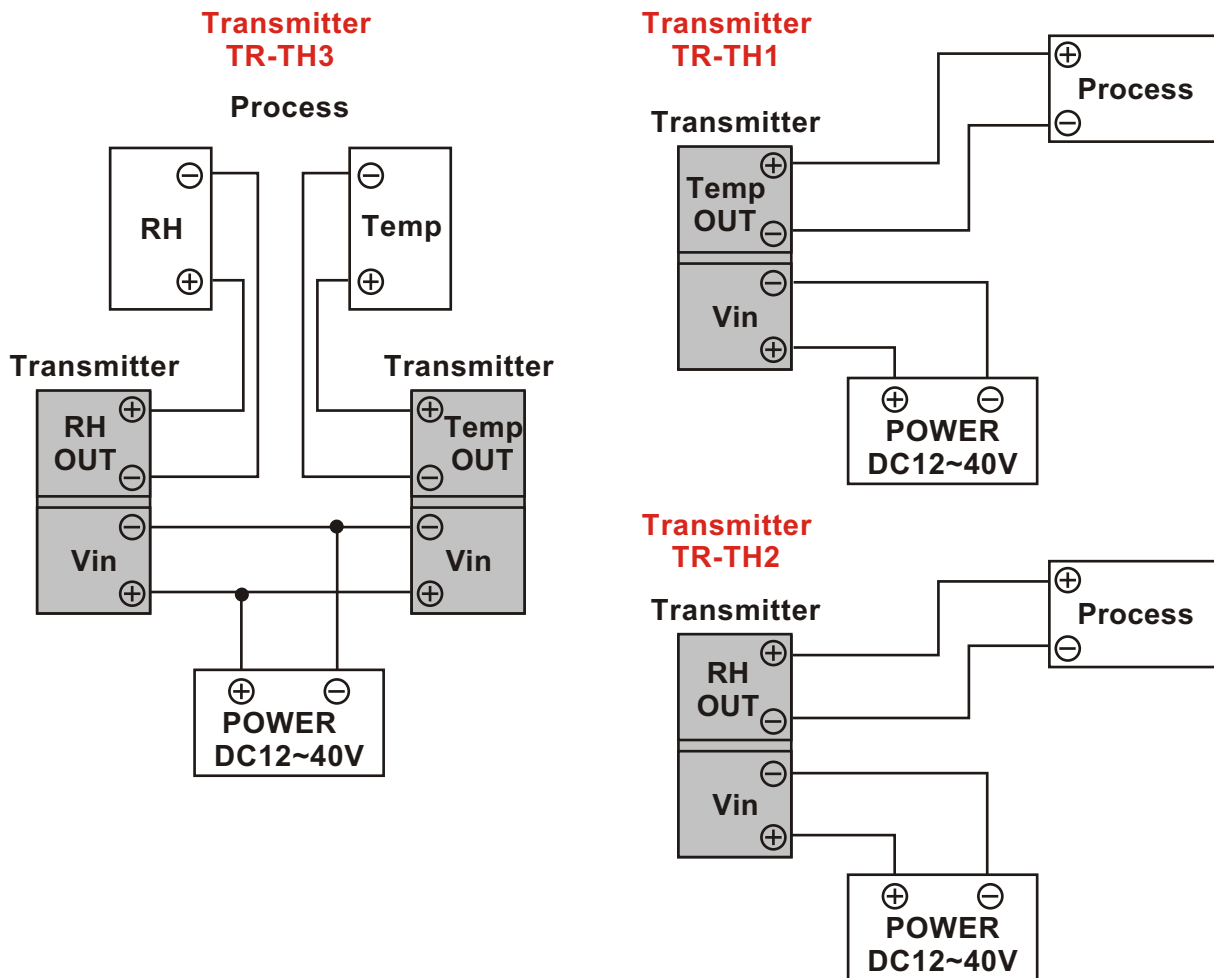 Transmitter
TR-TH3
Process
RH
Temp
Transmitter
Transmitter
RH
OUT
Temp
OUT
Vin
Vin
POWER
DC12~40V
Transmitter
TR-TH1
Process
Transmitter
Temp
OUT
Vin
POWER
DC12~40V
Transmitter
TR-TH2
Process
Transmitter
RH
OUT
Vin
POWER
DC12~40V